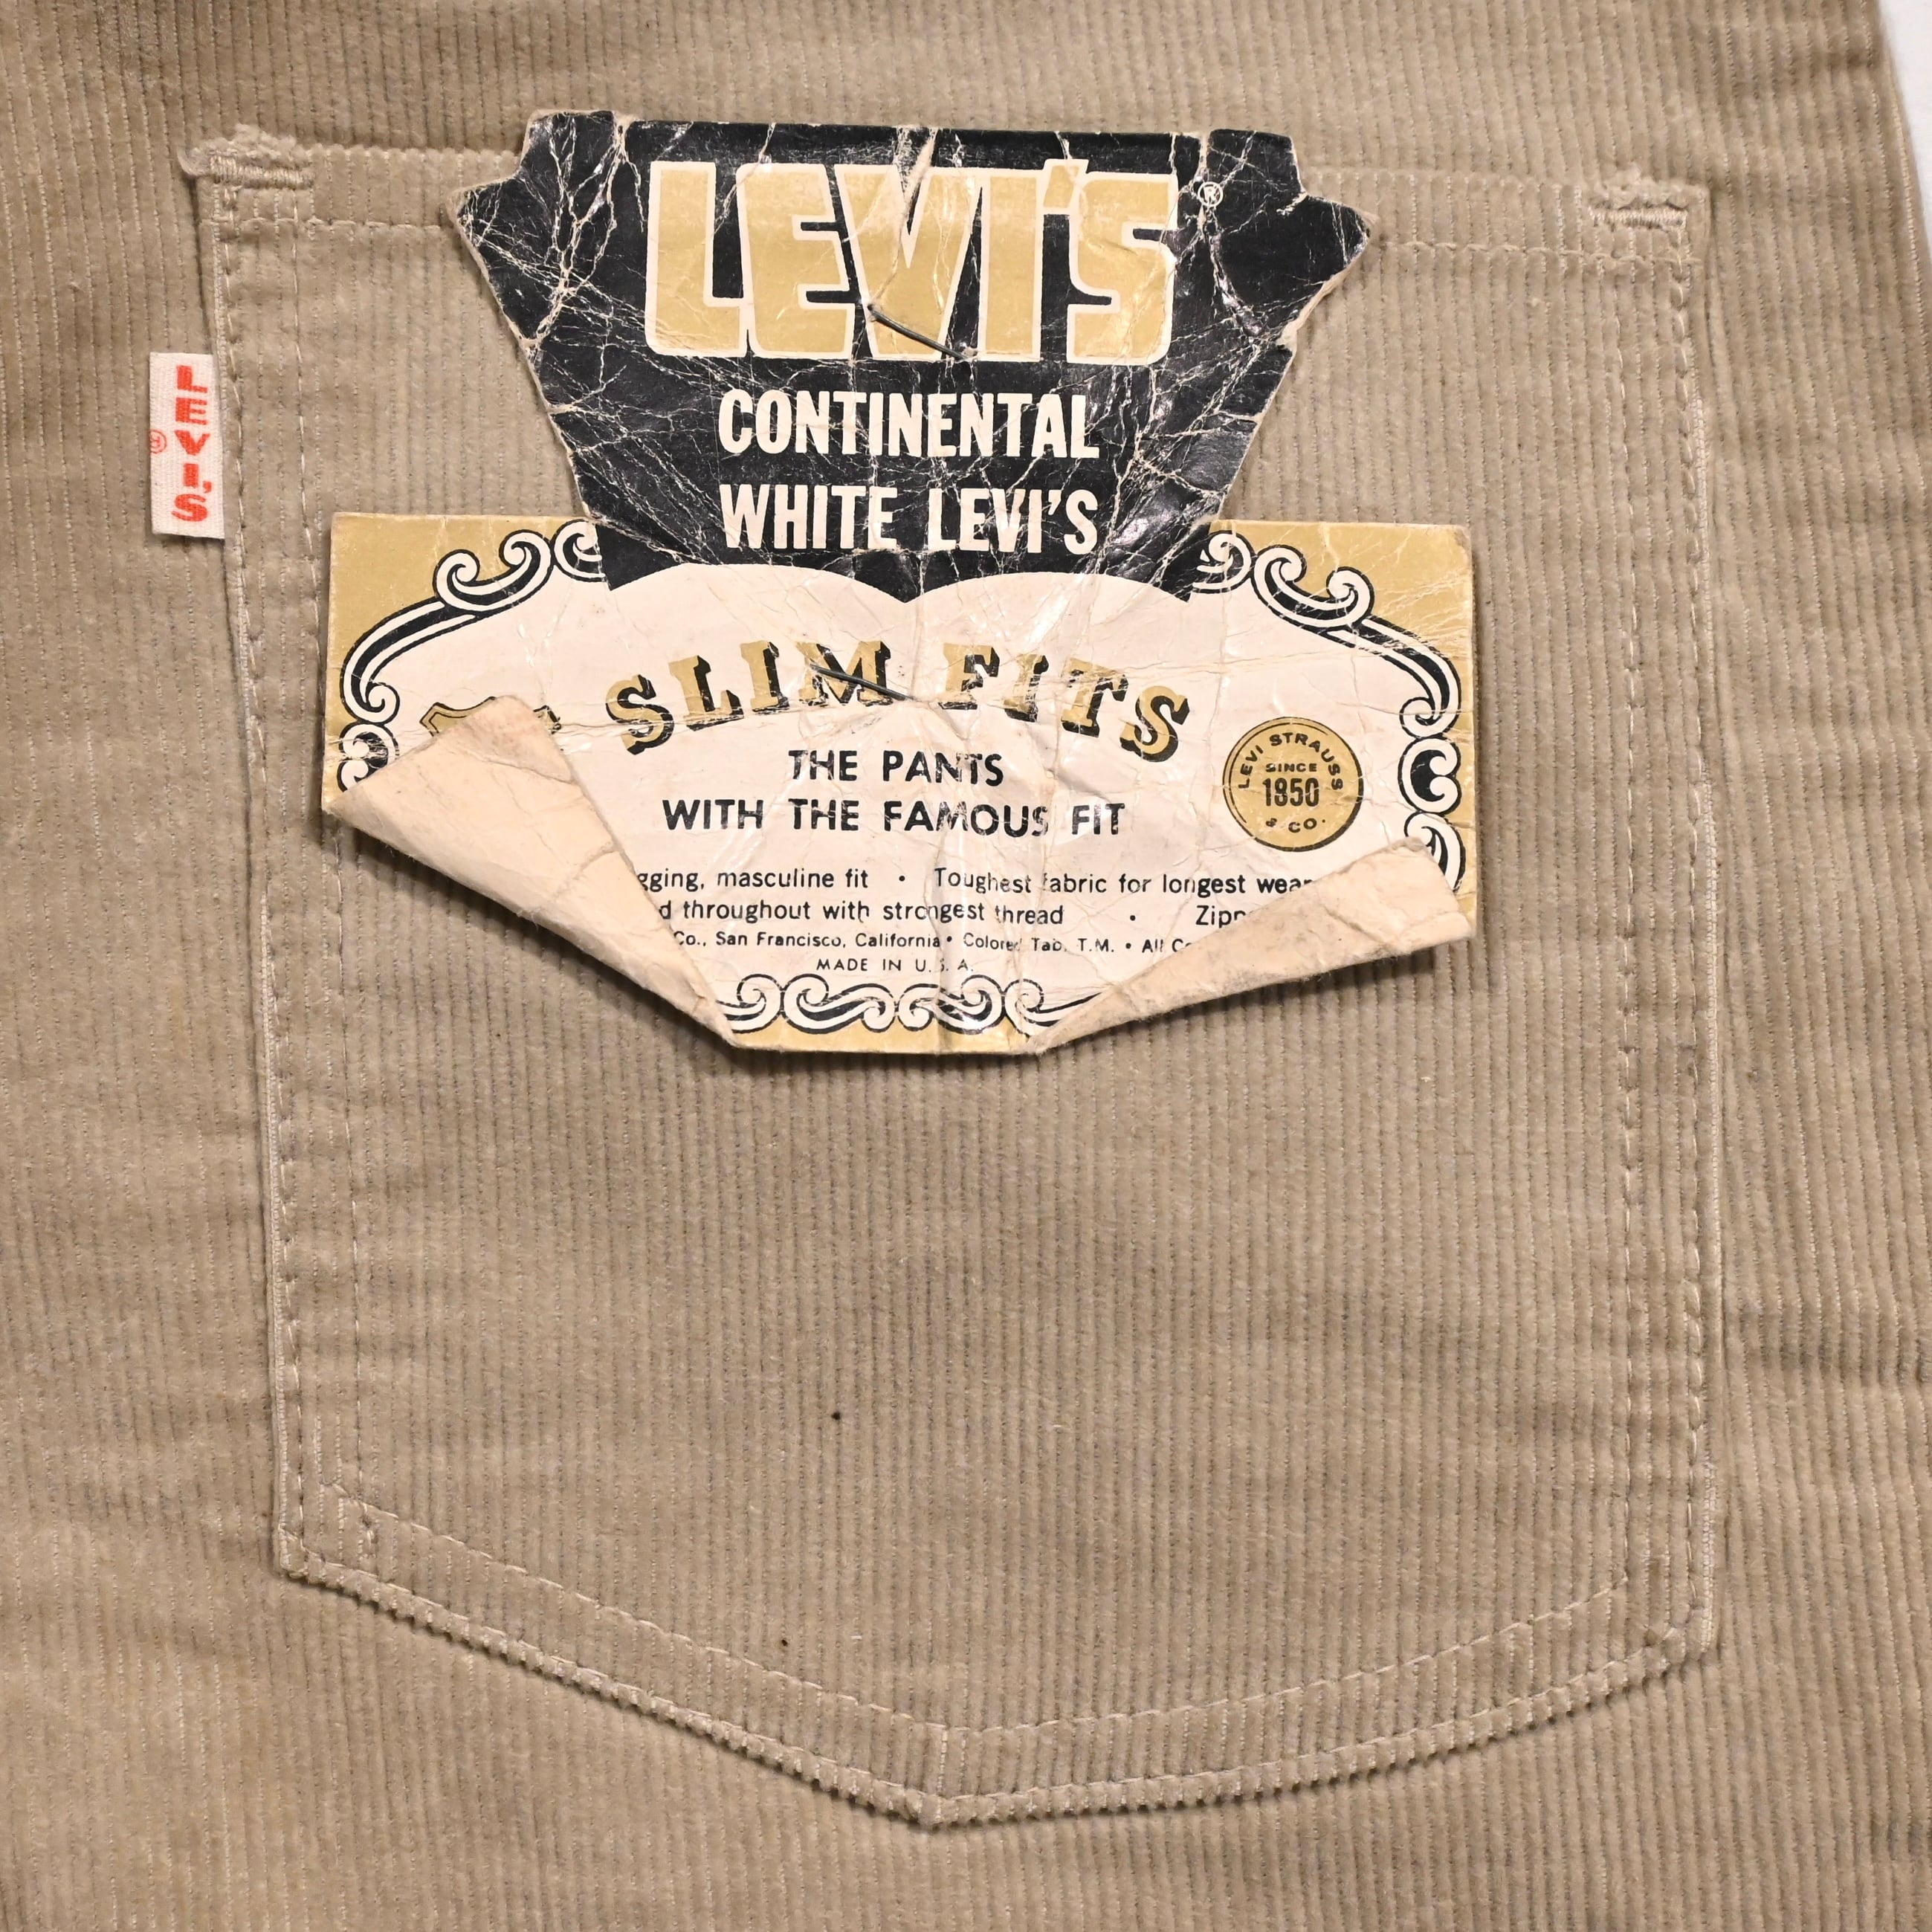 LEVI'S®
CONTINENTAL
WHITE LEVI'S
LEVI'S
®
SLIM FITS
THE PANTS
WITH THE FAMOUS FIT
LEVI STRAUSS
SINCE
1850
& CO.
gging, masculine fit • Toughest fabric for longest wear
d throughout with strongest thread • Zipp
Co., San Francisco, California • Colored Tab, T.M. • All C
MADE IN U.S.A.